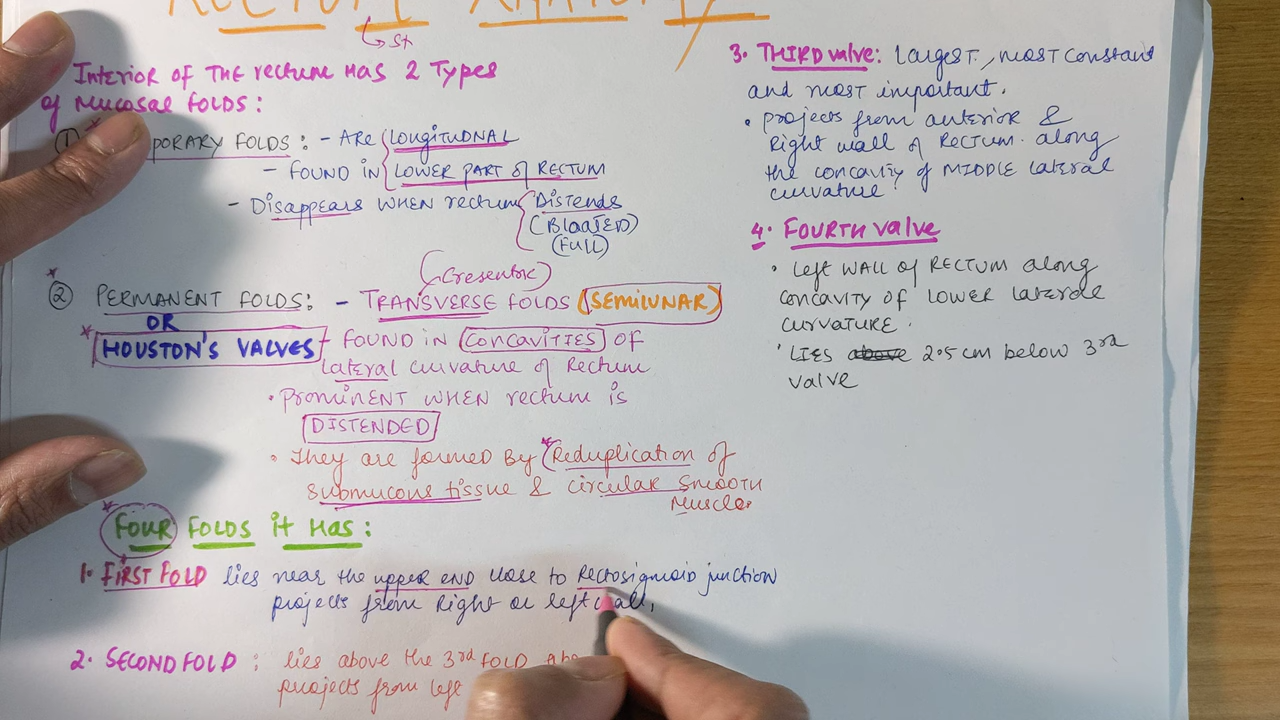 RECTUM ANATOMY
Interior OF THE rectum Has 2 Types
of Mucosal FOLDS :
① PORARY FOLDS : - ARE LONGITUDNAL
- FOUND IN LOWER PART OF RECTUM
- Disappears WHEN rectum Distends
(BLOATED)
(FULL)
(Cresentric)
② PERMANENT FOLDS: - TRANSVERSE FOLDS (SEMILUNAR)
OR
HOUSTON'S VALVES - FOUND IN CONCAVITIES OF
lateral curvature of Rectum
• Prominent WHEN rectum is
DISTENDED
• They are formed By Reduplication of
submucous tissue & circular smooth
Muscle.
FOUR FOLDS it Has :
1. FIRST FOLD lies near the upper end close to Rectosigmoid junction
projects from Right or left wall,
2. SECOND FOLD : lies above the 3rd FOLD
projects from left
3. THIRD valve: largest, most constant
and most important.
• projects from anterior &
Right wall of Rectum. along
the concavity of MIDDLE lateral
curvature
4. FOURTH valve
• left WALL of RECTUM along
concavity of lower laterale
curvature.
• LIES above 2.5 cm below 3rd
valve